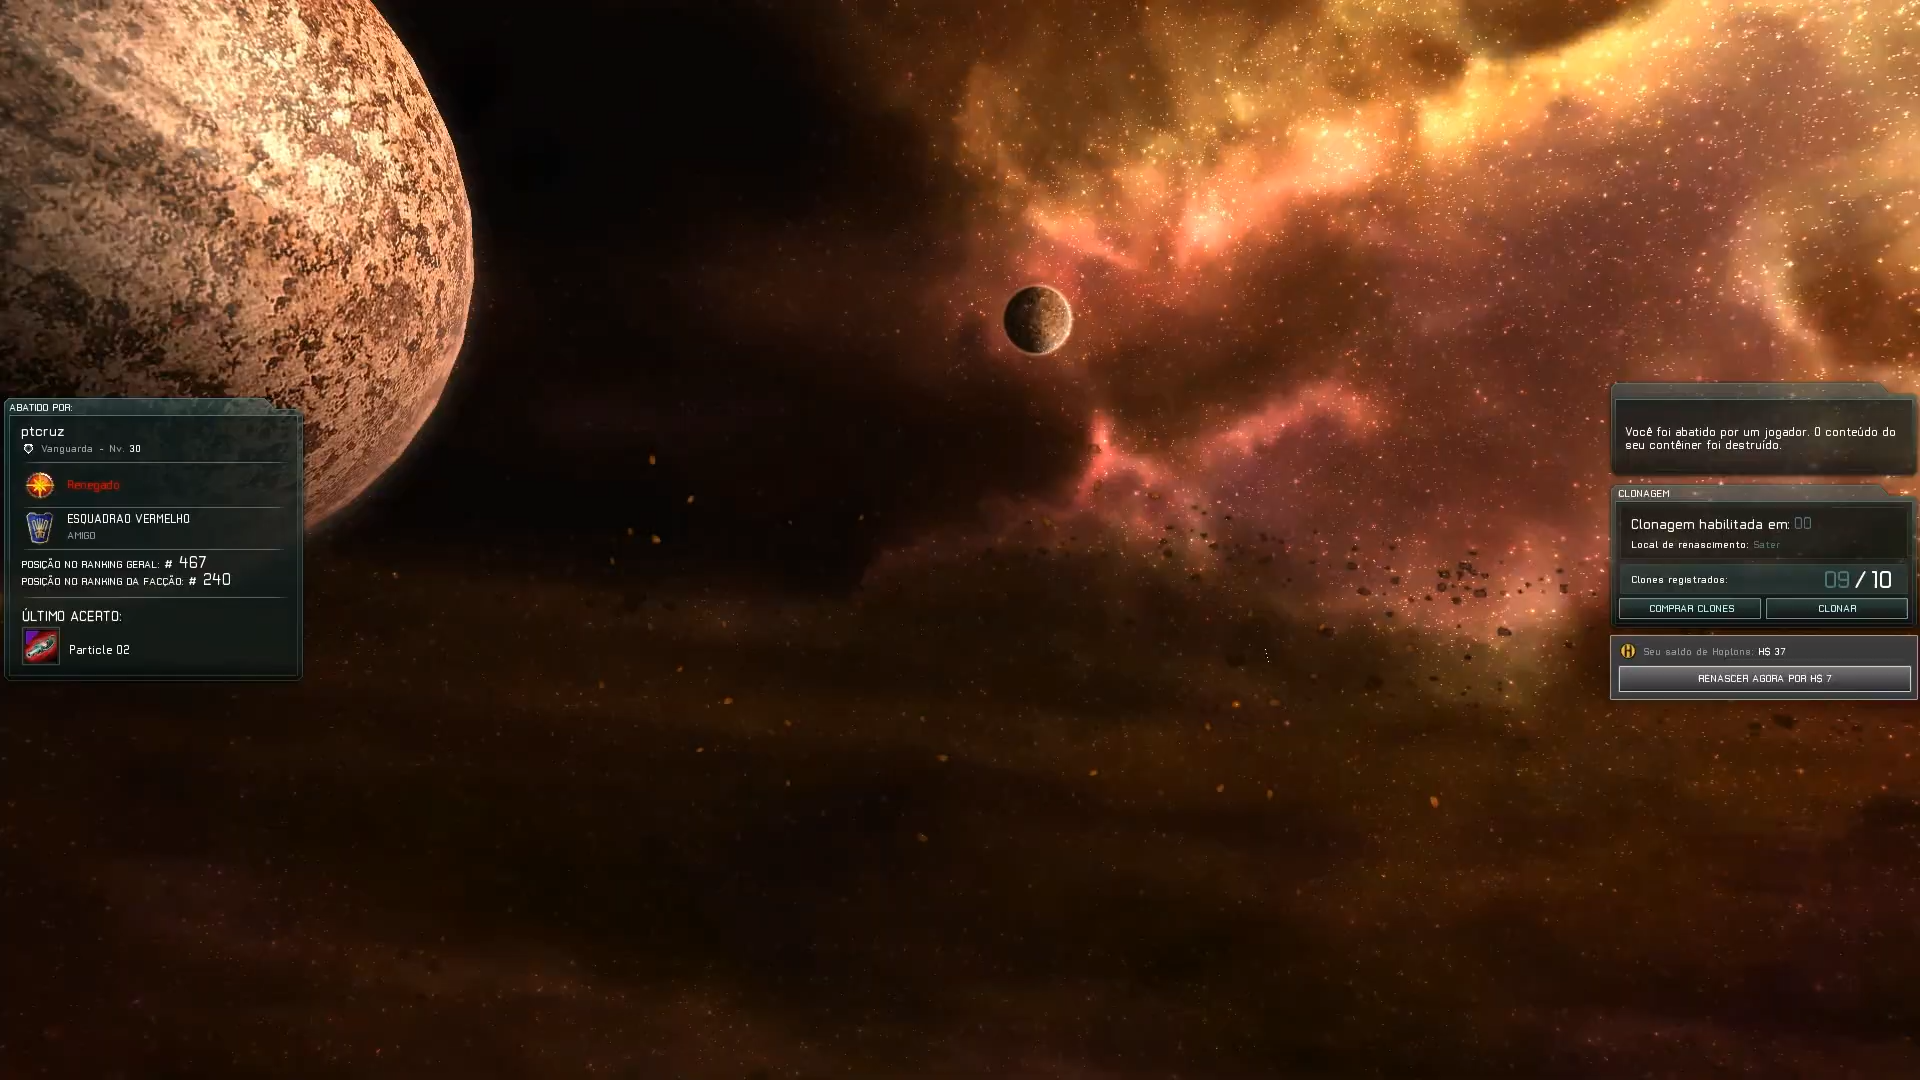 ABATIDO POR:
ptcruz
Vanguarda - Nv. 30
Renegado
ESQUADRAO VERMELHO
AMIGO
POSIÇÃO NO RANKING GERAL: # 467
POSIÇÃO NO RANKING DA FACÇÃO: # 240
ÚLTIMO ACERTO:
Particle 02
Você foi abatido por um jogador. O conteúdo do
seu contêiner foi destruído.
CLONAGEM
Clonagem habilitada em: 00
Local de renascimento: Sater
Clones registrados: 09 / 10
COMPRAR CLONES
CLONAR
Seu saldo de Hoplons: H$ 37
RENASCER AGORA POR H$ 7